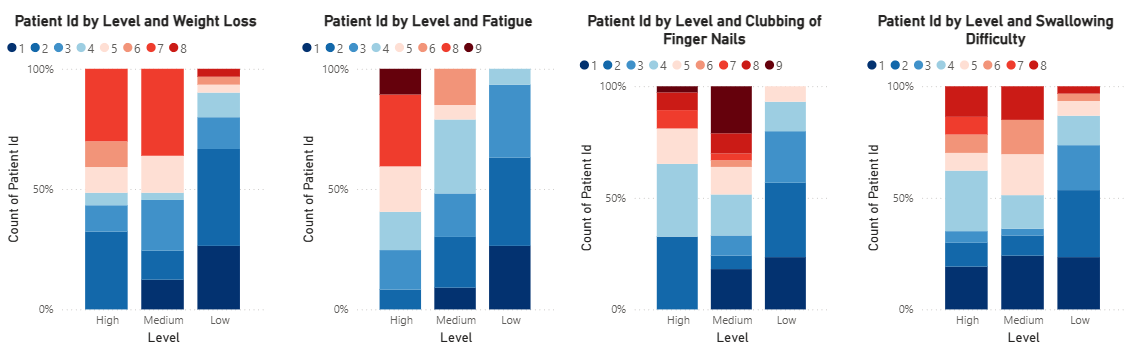 Patient Id by Level and Weight Loss
1 2 3 4 5 6 7 8
100%
50%
0%
Count of Patient Id
High Medium Low
Level
Patient Id by Level and Fatigue
1 2 3 4 5 6 8 9
100%
50%
0%
Count of Patient Id
High Medium Low
Level
Patient Id by Level and Clubbing of
Finger Nails
1 2 3 4 5 6 7 8 9
100%
50%
0%
Count of Patient Id
High Medium Low
Level
Patient Id by Level and Swallowing
Difficulty
1 2 3 4 5 6 7 8
100%
50%
0%
Count of Patient Id
High Medium Low
Level